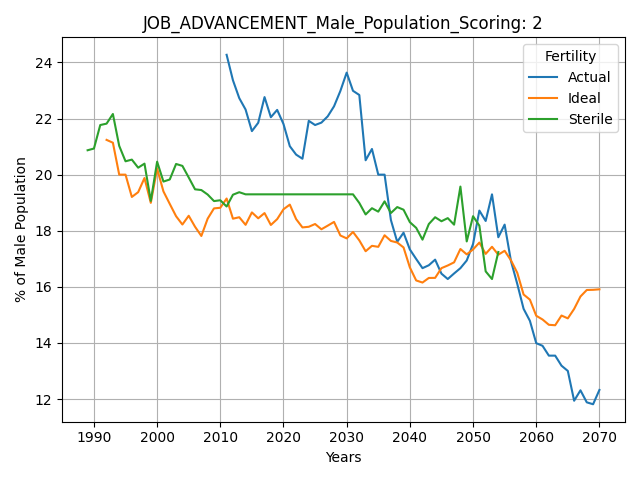 JOB_ADVANCEMENT_Male_Population_Scoring: 2
Fertility
Actual
Ideal
Sterile
% of Male Population
24
22
20
18
16
14
12
1990 2000 2010 2020 2030 2040 2050 2060 2070
Years